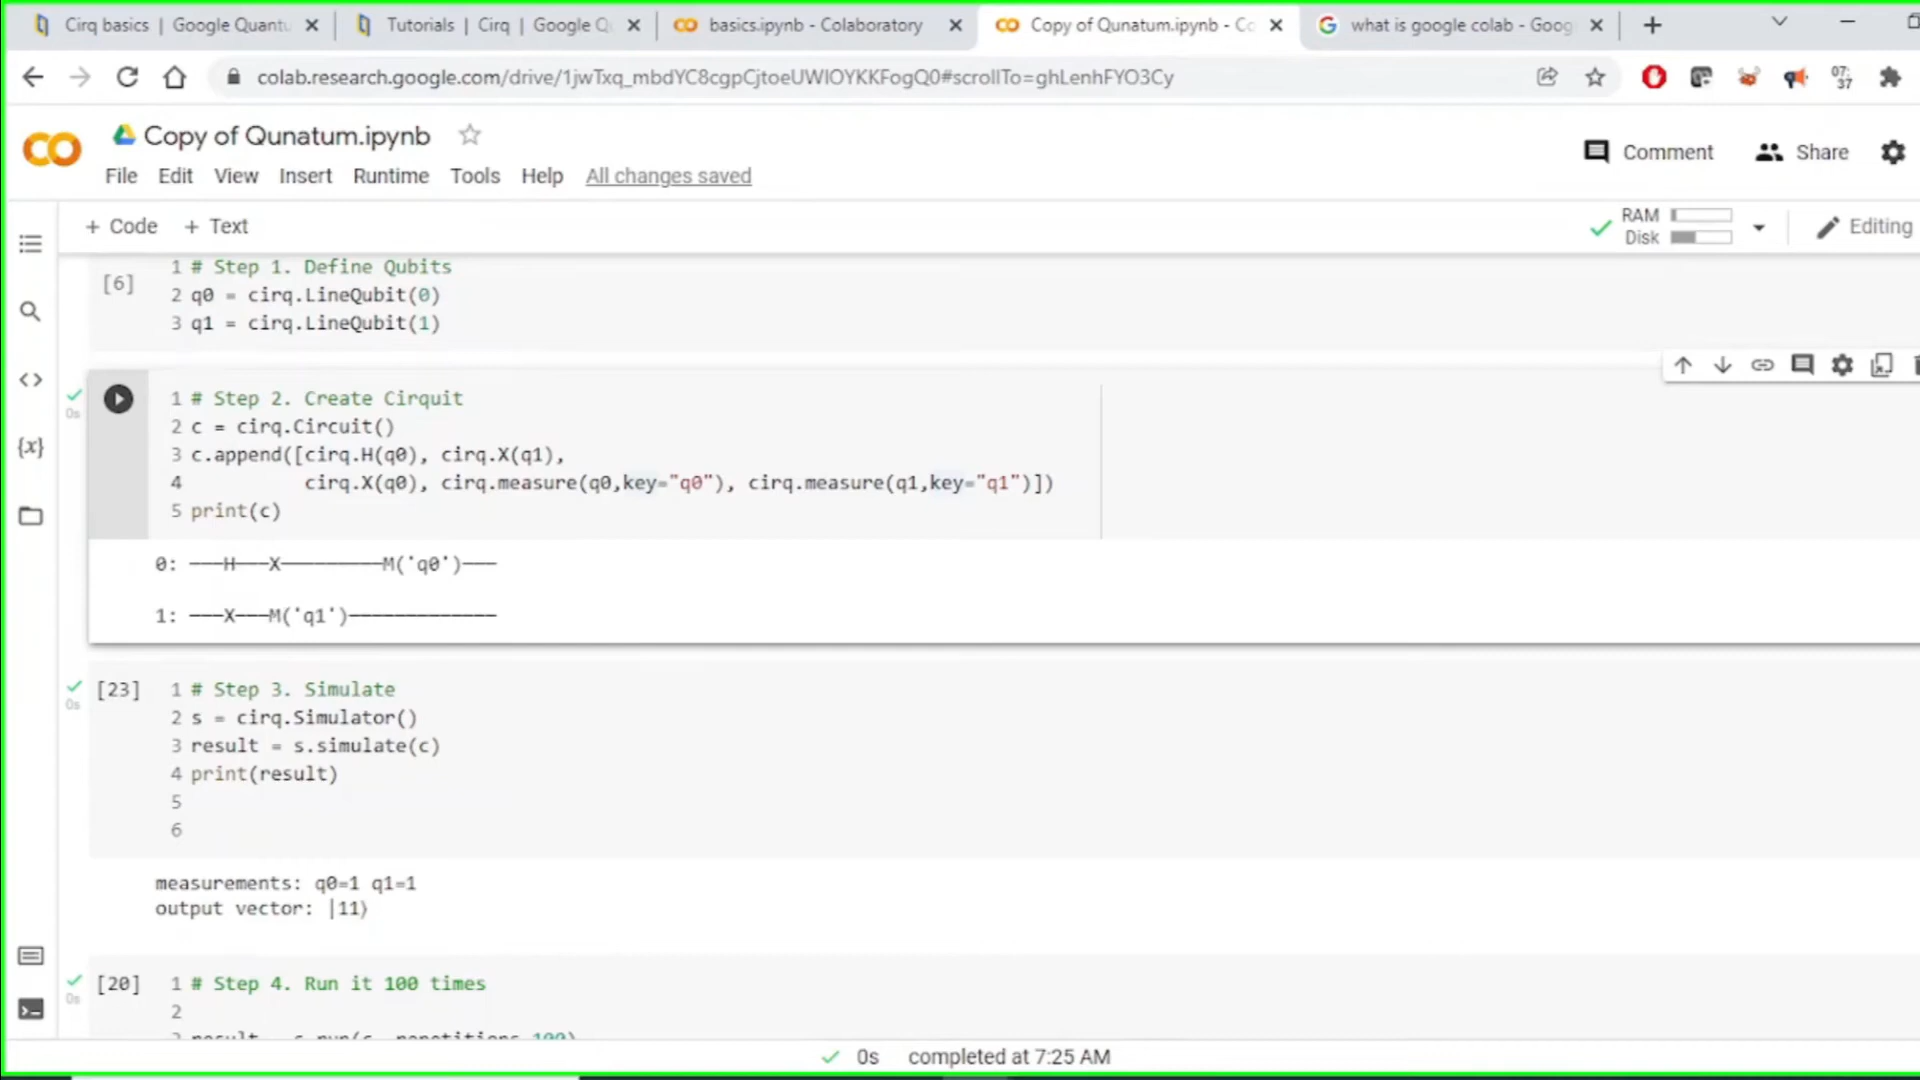 Cirq basics | Google Quantu
Tutorials | Cirq | Google Q
basics.ipynb - Colaboratory
Copy of Qunatum.ipynb - Co
what is google colab - Goog
colab.research.google.com/drive/1jwTxq_mbdYC8cgpCjtoeUWIOYKKFogQ0#scrollTo=ghLenhFYO3Cy
07:
37
Copy of Qunatum.ipynb
Comment
Share
File Edit View Insert Runtime Tools Help All changes saved
+ Code + Text
RAM
Disk
Editing
[6]
1 # Step 1. Define Qubits
2 q0 = cirq.LineQubit(0)
3 q1 = cirq.LineQubit(1)
0s
1 # Step 2. Create Cirquit
2 c = cirq.Circuit()
3 c.append([cirq.H(q0), cirq.X(q1),
4 cirq.X(q0), cirq.measure(q0,key="q0"), cirq.measure(q1,key="q1")])
5 print(c)
0: ───H───X─────────M('q0')───
1: ───X───M('q1')─────────────
[23]
0s
1 # Step 3. Simulate
2 s = cirq.Simulator()
3 result = s.simulate(c)
4 print(result)
5
6
measurements: q0=1 q1=1
output vector: |11⟩
[20]
0s
1 # Step 4. Run it 100 times
2
0s completed at 7:25 AM